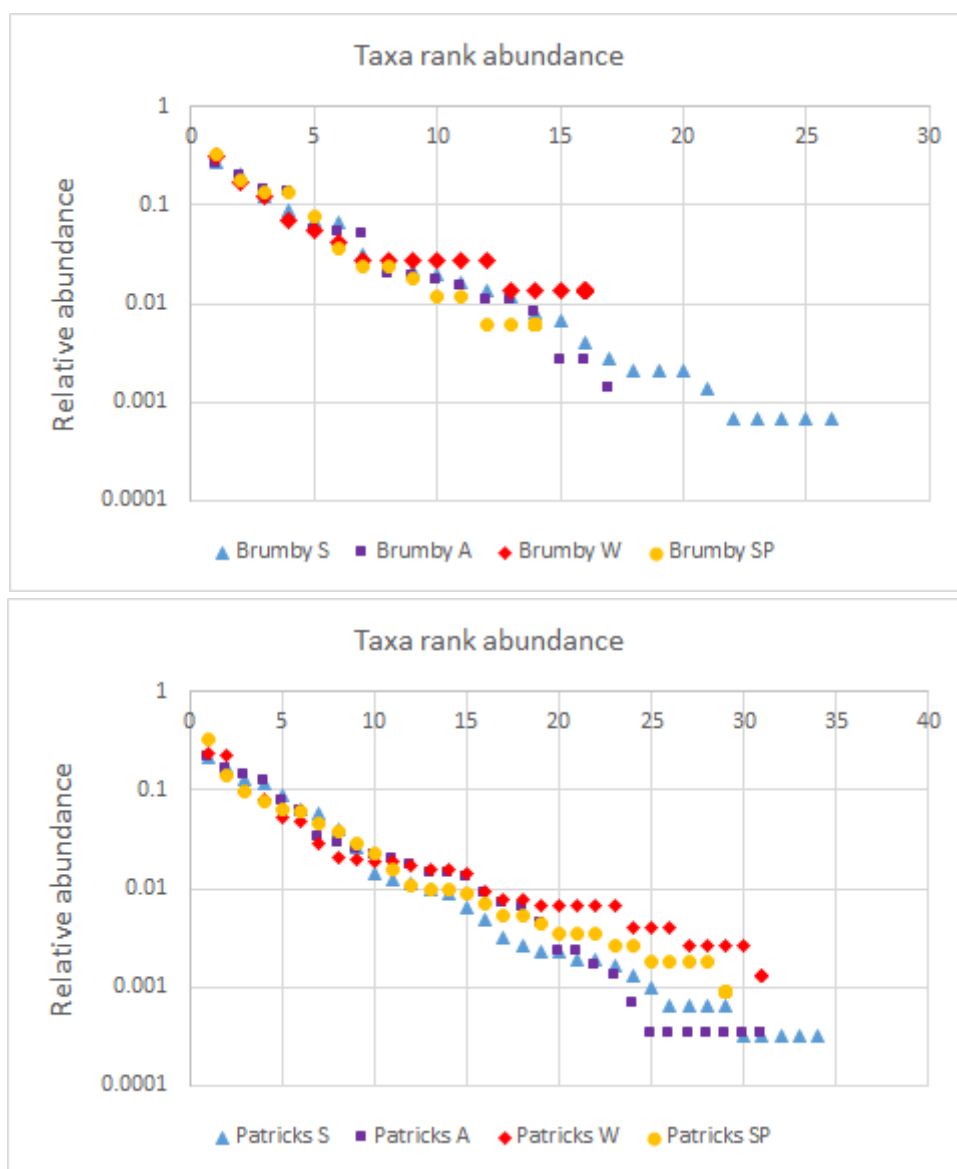 Taxa rank abundance
1
0 5 10 15 20 25 30
0.1
0.01
0.001
0.0001
Relative abundance
Brumby S Brumby A Brumby W Brumby SP
Taxa rank abundance
1
0 5 10 15 20 25 30 35 40
0.1
0.01
0.001
0.0001
Relative abundance
Patricks S Patricks A Patricks W Patricks SP